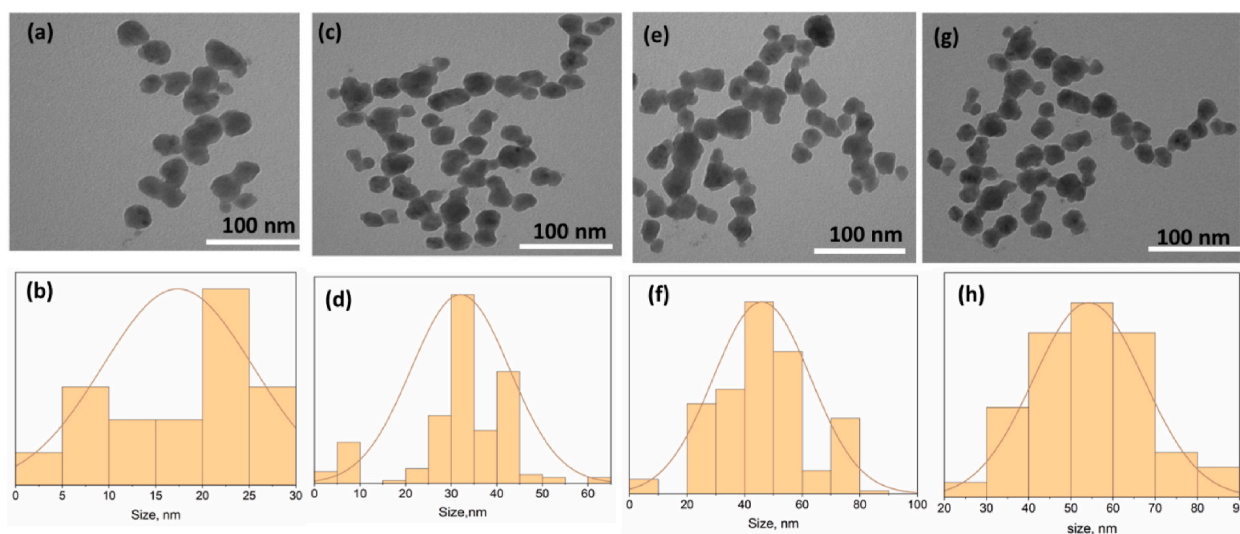 (a)
100 nm
(c)
100 nm
(e)
100 nm
(g)
100 nm
(b)
0 5 10 15 20 25 30
Size, nm
(d)
0 10 20 30 40 50 60
Size,nm
(f)
0 20 40 60 80 100
Size, nm
(h)
20 30 40 50 60 70 80 90
size, nm